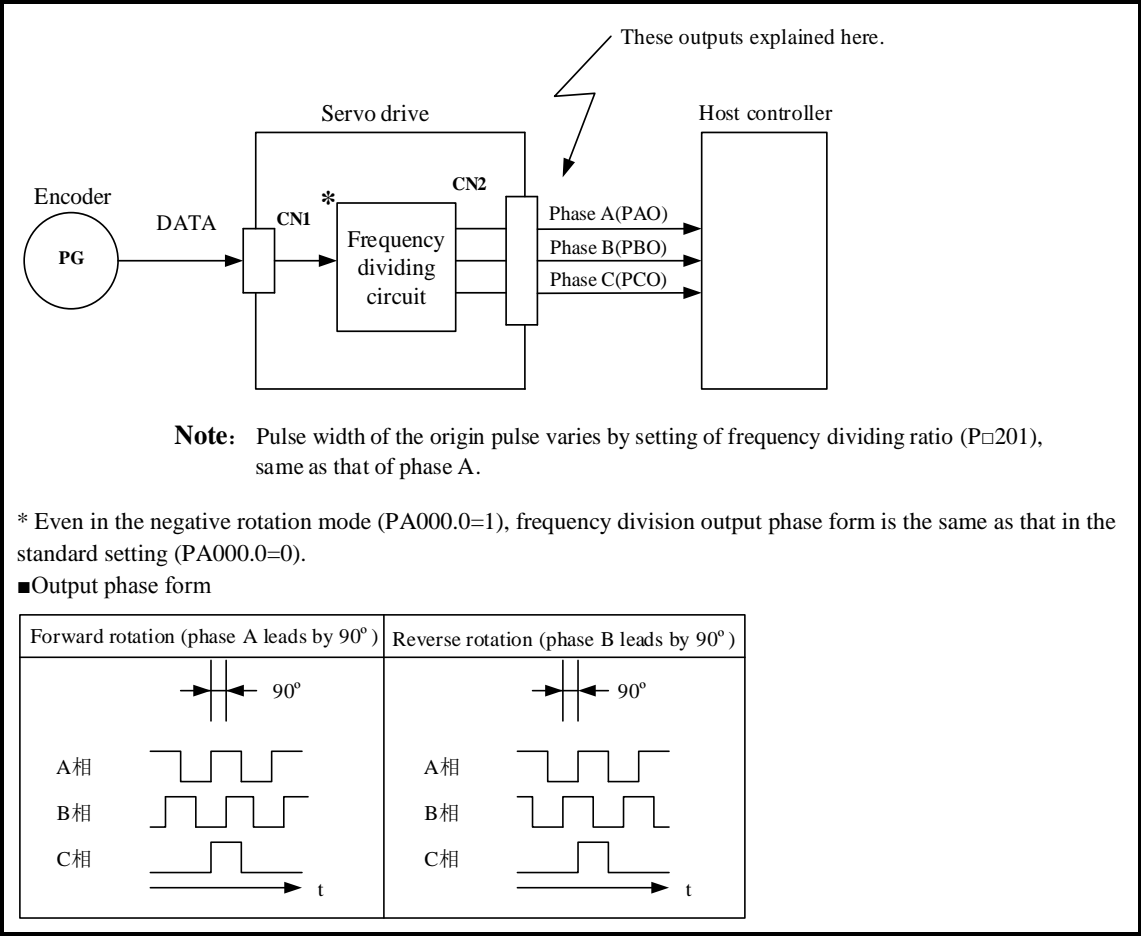 These outputs explained here.
Servo drive
Host controller
Encoder
PG
DATA
CN1
*
CN2
Frequency
dividing
circuit
Phase A(PAO)
Phase B(PBO)
Phase C(PCO)
Note： Pulse width of the origin pulse varies by setting of frequency dividing ratio (P□201),
same as that of phase A.
* Even in the negative rotation mode (PA000.0=1), frequency division output phase form is the same as that in the
standard setting (PA000.0=0).
■Output phase form
Forward rotation (phase A leads by 90°)
Reverse rotation (phase B leads by 90°)
90°
A相
B相
C相
t
90°
A相
B相
C相
t